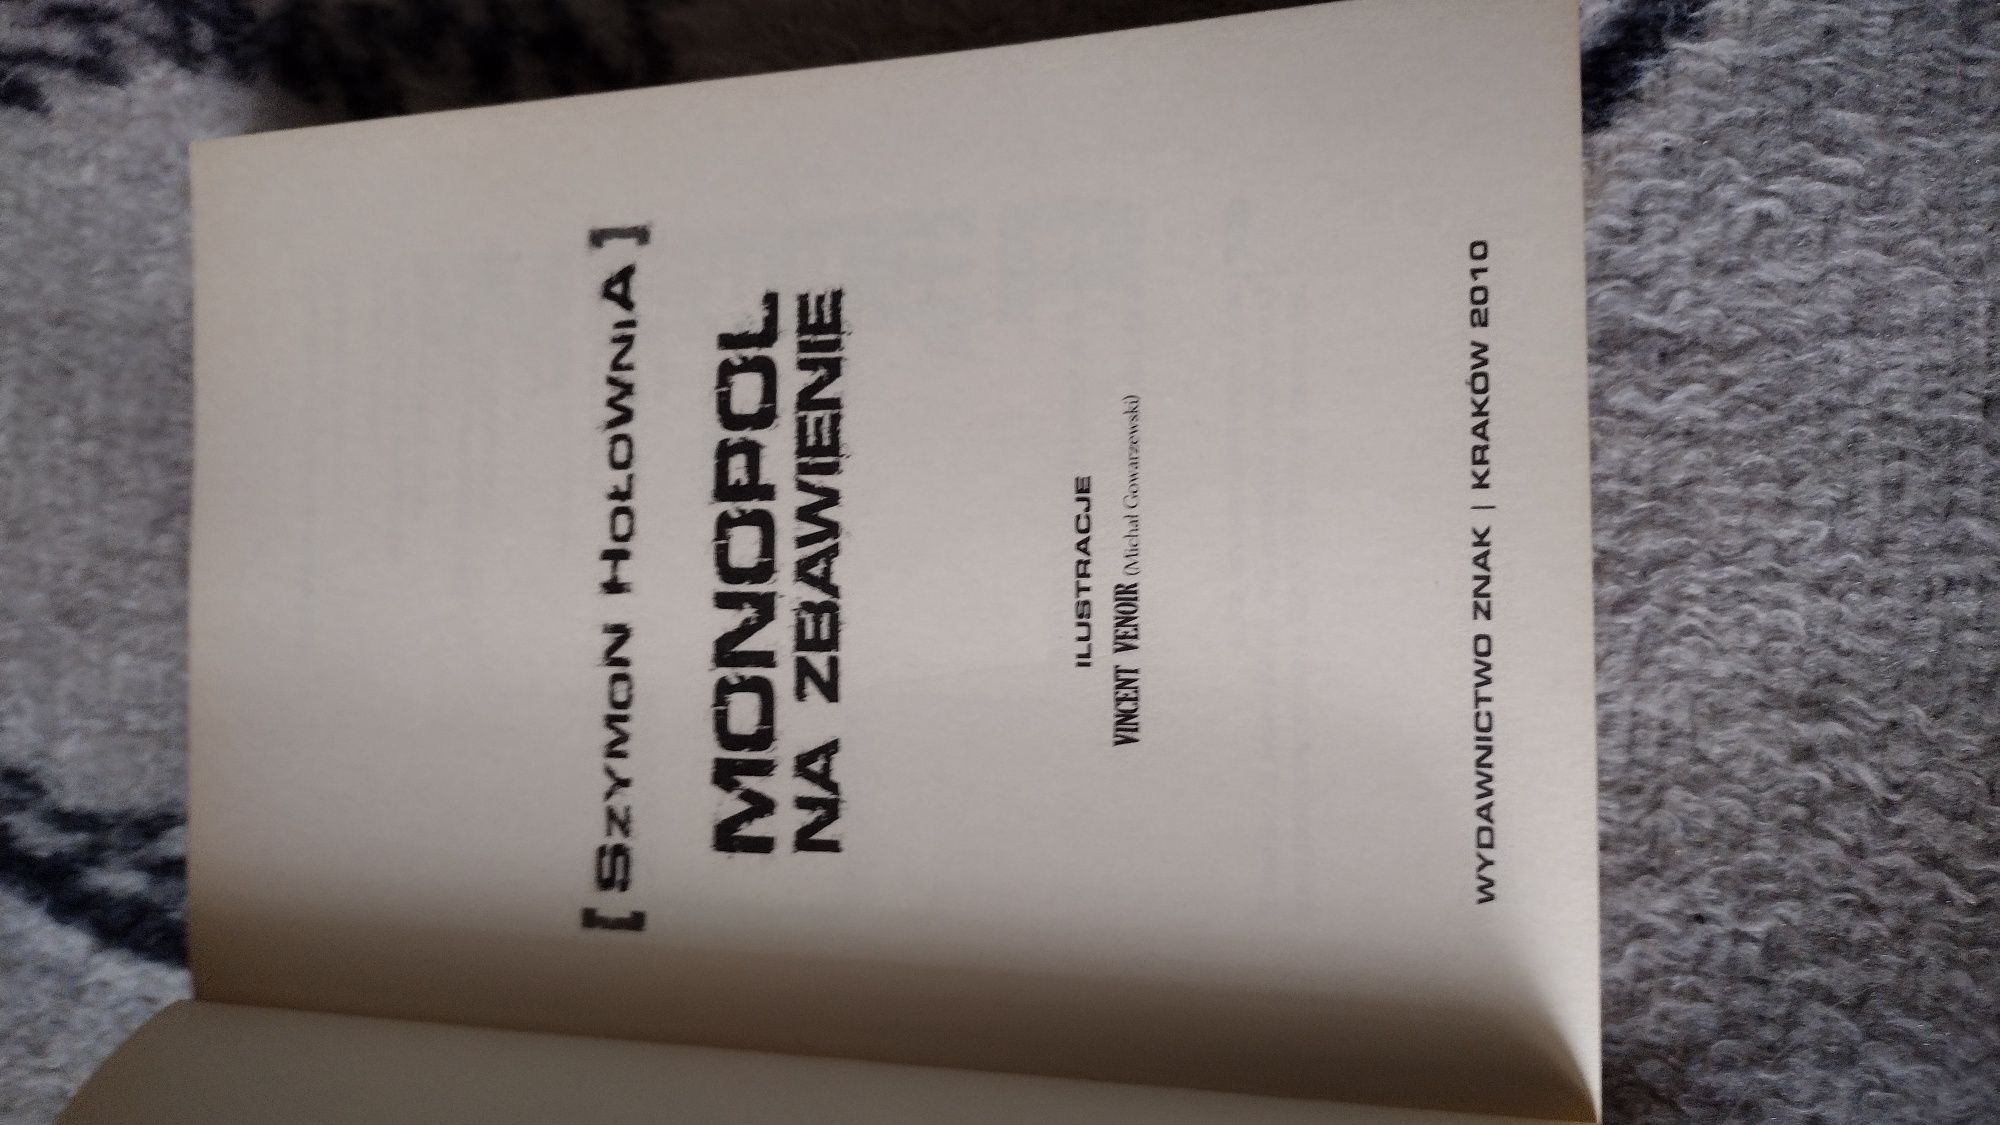 [Szymon Hołownia]
MONOPOL
NA ZBAWIENIE
ILUSTRACJE
VINCENT VENOIR (Michał Gowarzewski)
WYDAWNICTWO ZNAK | KRAKÓW 2010